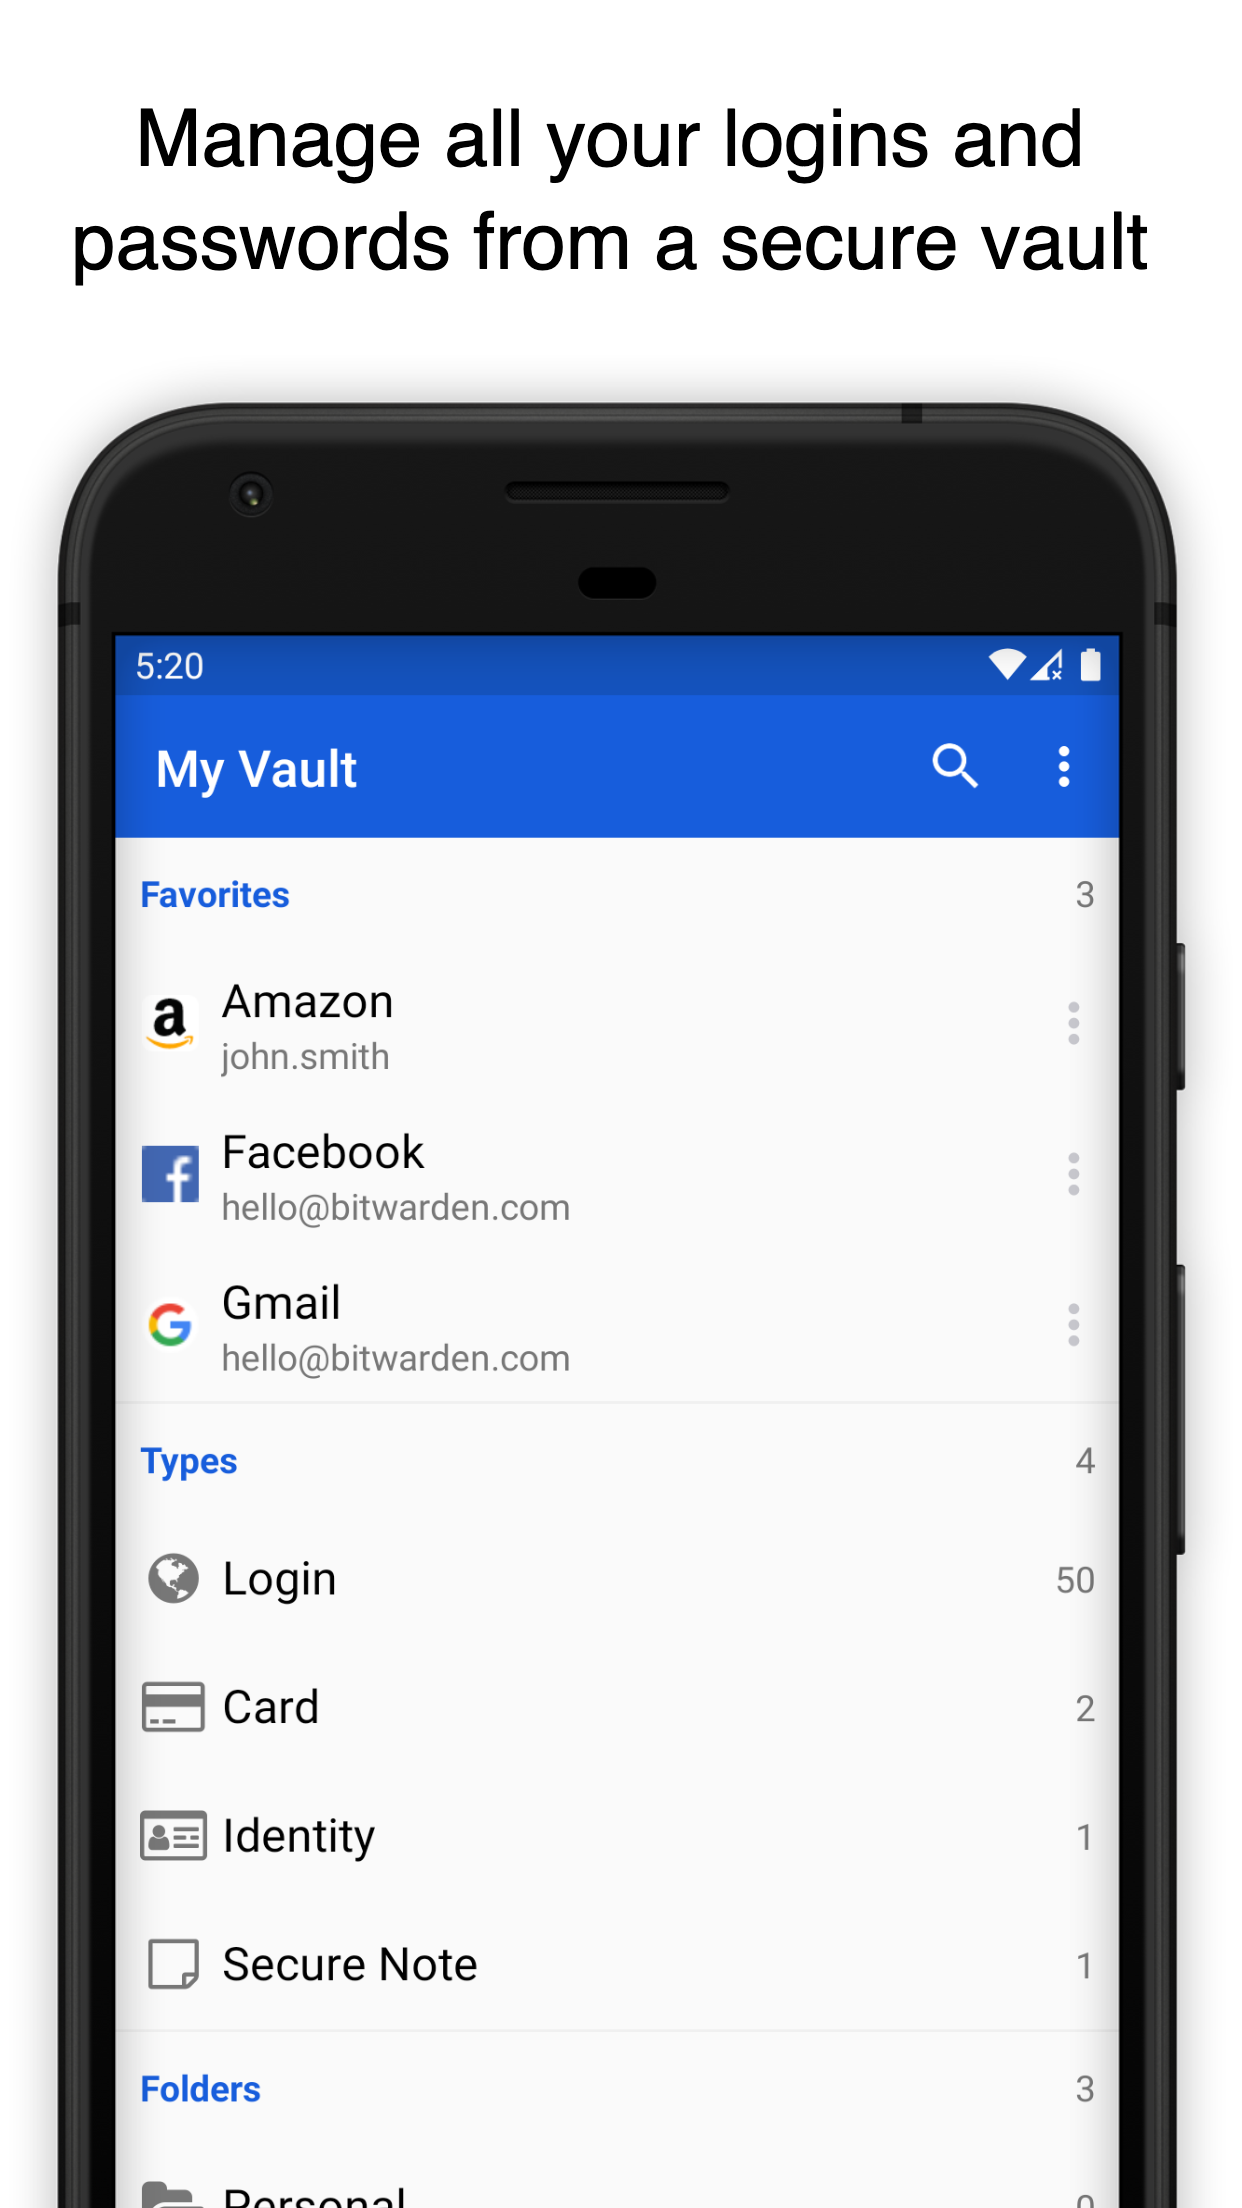 Manage all your logins and
passwords from a secure vault
5:20
My Vault
Favorites 3
Amazon
john.smith
Facebook
hello@bitwarden.com
Gmail
hello@bitwarden.com
Types 4
Login 50
Card 2
Identity 1
Secure Note 1
Folders 3
Personal